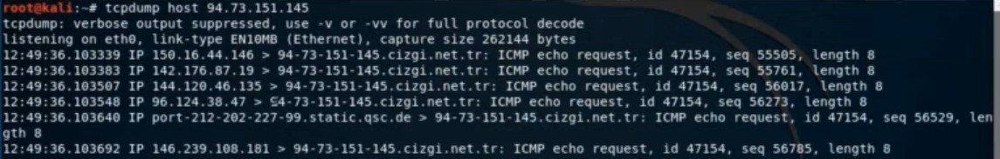 root@kali:~# tcpdump host 94.73.151.145
tcpdump: verbose output suppressed, use -v or -vv for full protocol decode
listening on eth0, link-type EN10MB (Ethernet), capture size 262144 bytes
12:49:36.103339 IP 150.16.44.146 > 94-73-151-145.cizgi.net.tr: ICMP echo request, id 47154, seq 55505, length 8
12:49:36.103383 IP 142.176.87.19 > 94-73-151-145.cizgi.net.tr: ICMP echo request, id 47154, seq 55761, length 8
12:49:36.103507 IP 144.120.46.135 > 94-73-151-145.cizgi.net.tr: ICMP echo request, id 47154, seq 56017, length 8
12:49:36.103548 IP 96.124.38.47 > 94-73-151-145.cizgi.net.tr: ICMP echo request, id 47154, seq 56273, length 8
12:49:36.103640 IP port-212-202-227-99.static.qsc.de > 94-73-151-145.cizgi.net.tr: ICMP echo request, id 47154, seq 56529, len
gth 8
12:49:36.103692 IP 146.239.108.181 > 94-73-151-145.cizgi.net.tr: ICMP echo request, id 47154, seq 56785, length 8